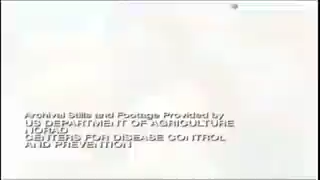 Archival Stills and Footage Provided by
US DEPARTMENT OF AGRICULTURE
NORAD
CENTERS FOR DISEASE CONTROL
AND PREVENTION